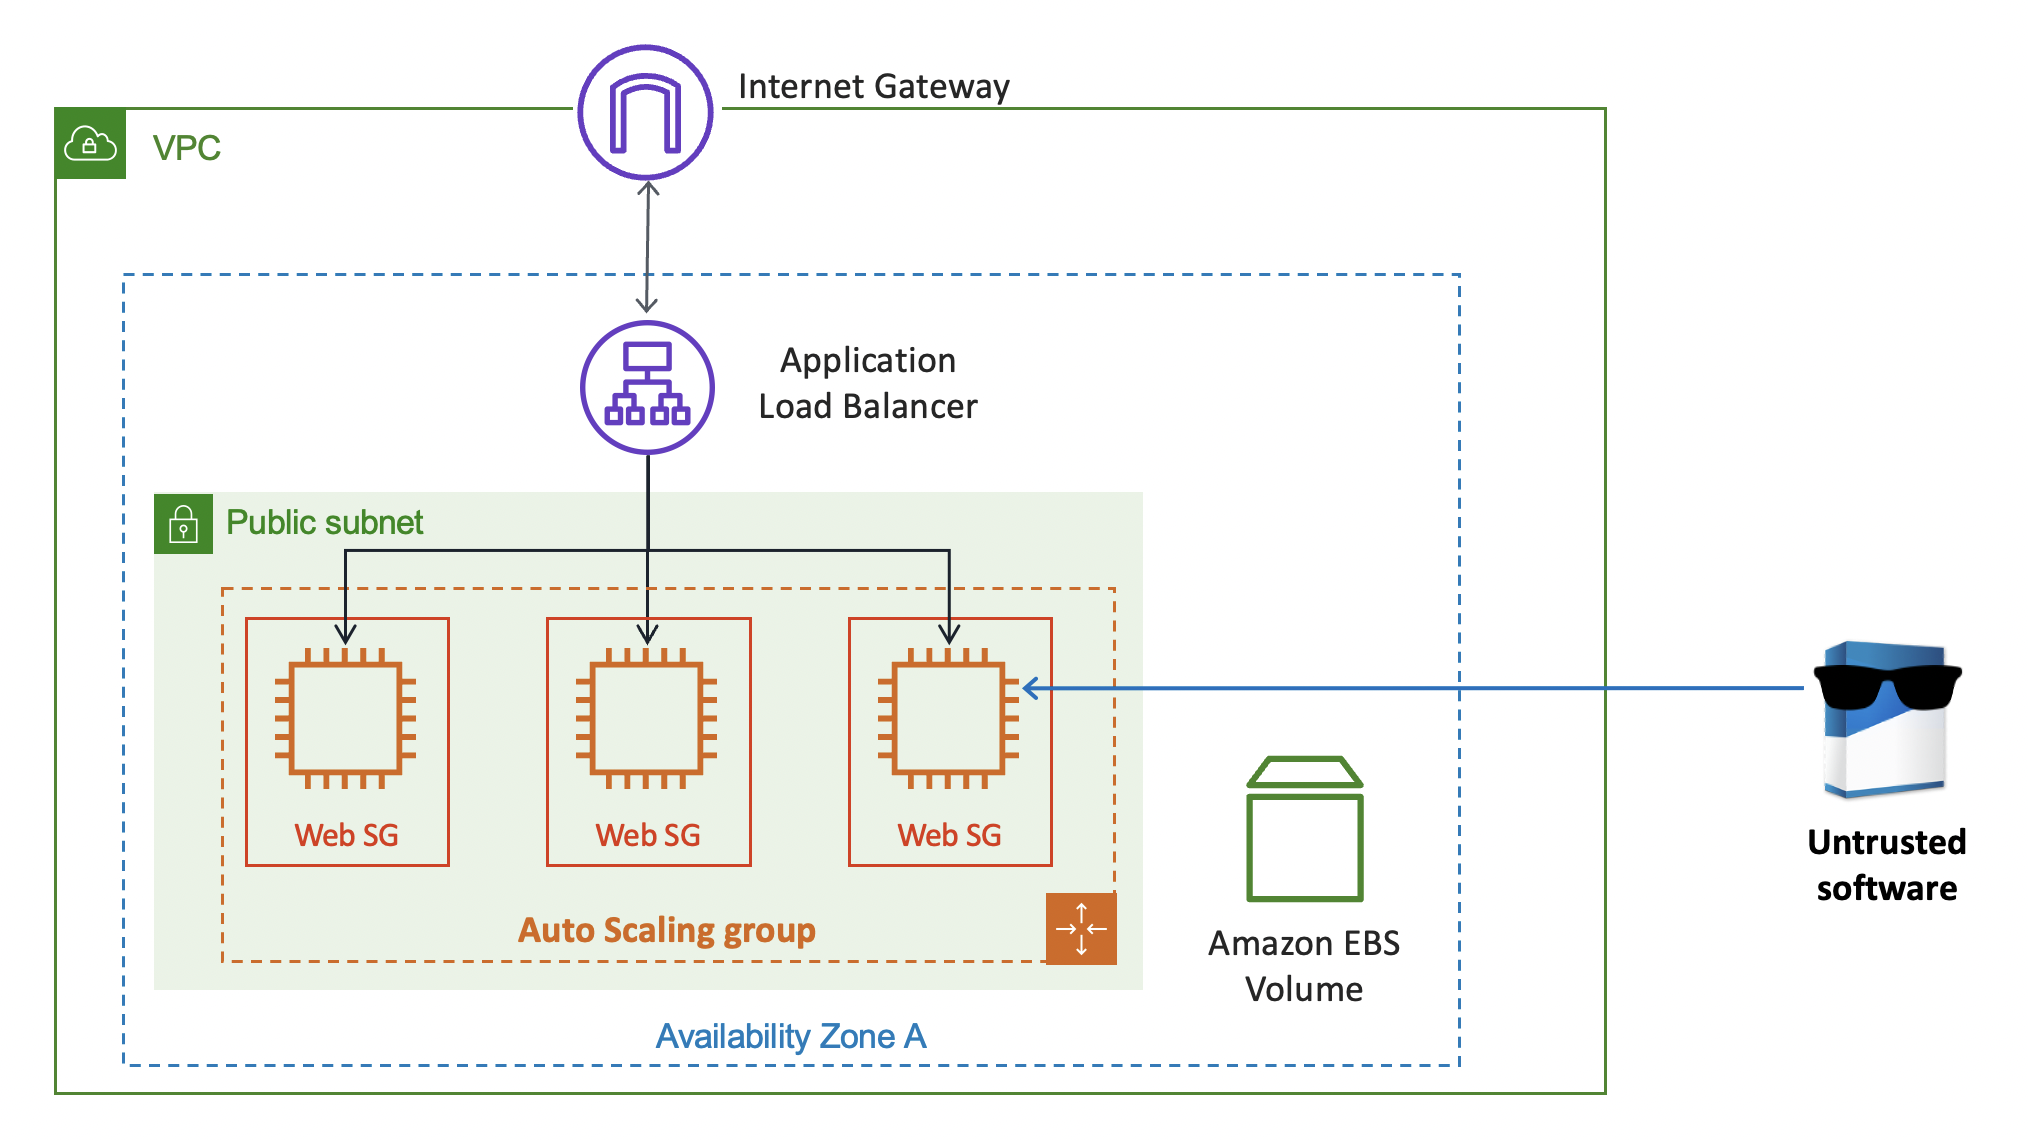 Internet Gateway
VPC
Application
Load Balancer
Public subnet
Web SG
Web SG
Web SG
Auto Scaling group
Amazon EBS
Volume
Availability Zone A
Untrusted
software